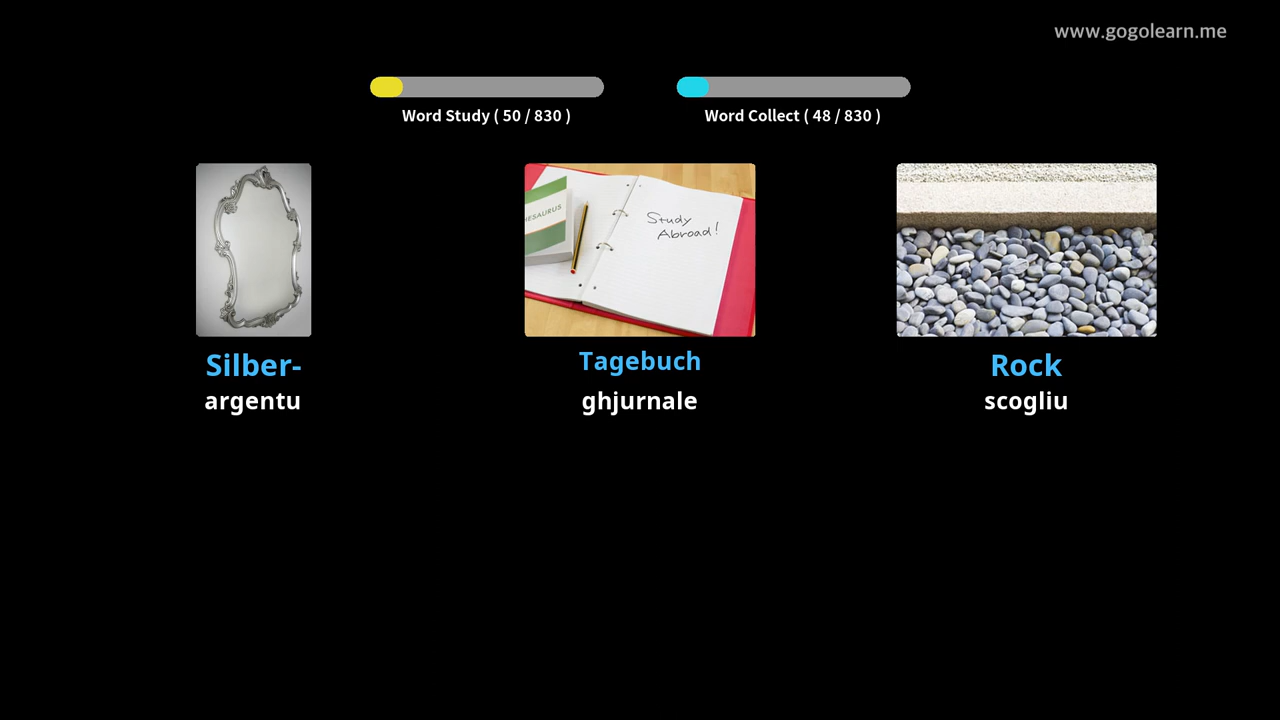 www.gogolearn.me
Word Study ( 50 / 830 )
Word Collect ( 48 / 830 )
HESAURUS
Study
Abroad!
Silber-
argentu
Tagebuch
ghjurnale
Rock
scogliu